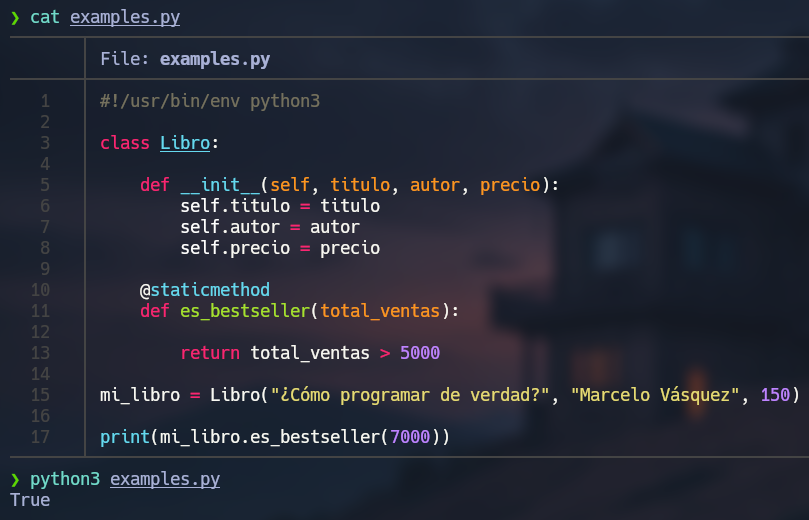 ❯ cat examples.py
File: examples.py
1 #!/usr/bin/env python3
2
3 class Libro:
4
5     def __init__(self, titulo, autor, precio):
6         self.titulo = titulo
7         self.autor = autor
8         self.precio = precio
9
10     @staticmethod
11     def es_bestseller(total_ventas):
12
13         return total_ventas > 5000
14
15 mi_libro = Libro("¿Cómo programar de verdad?", "Marcelo Vásquez", 150)
16
17 print(mi_libro.es_bestseller(7000))
❯ python3 examples.py
True